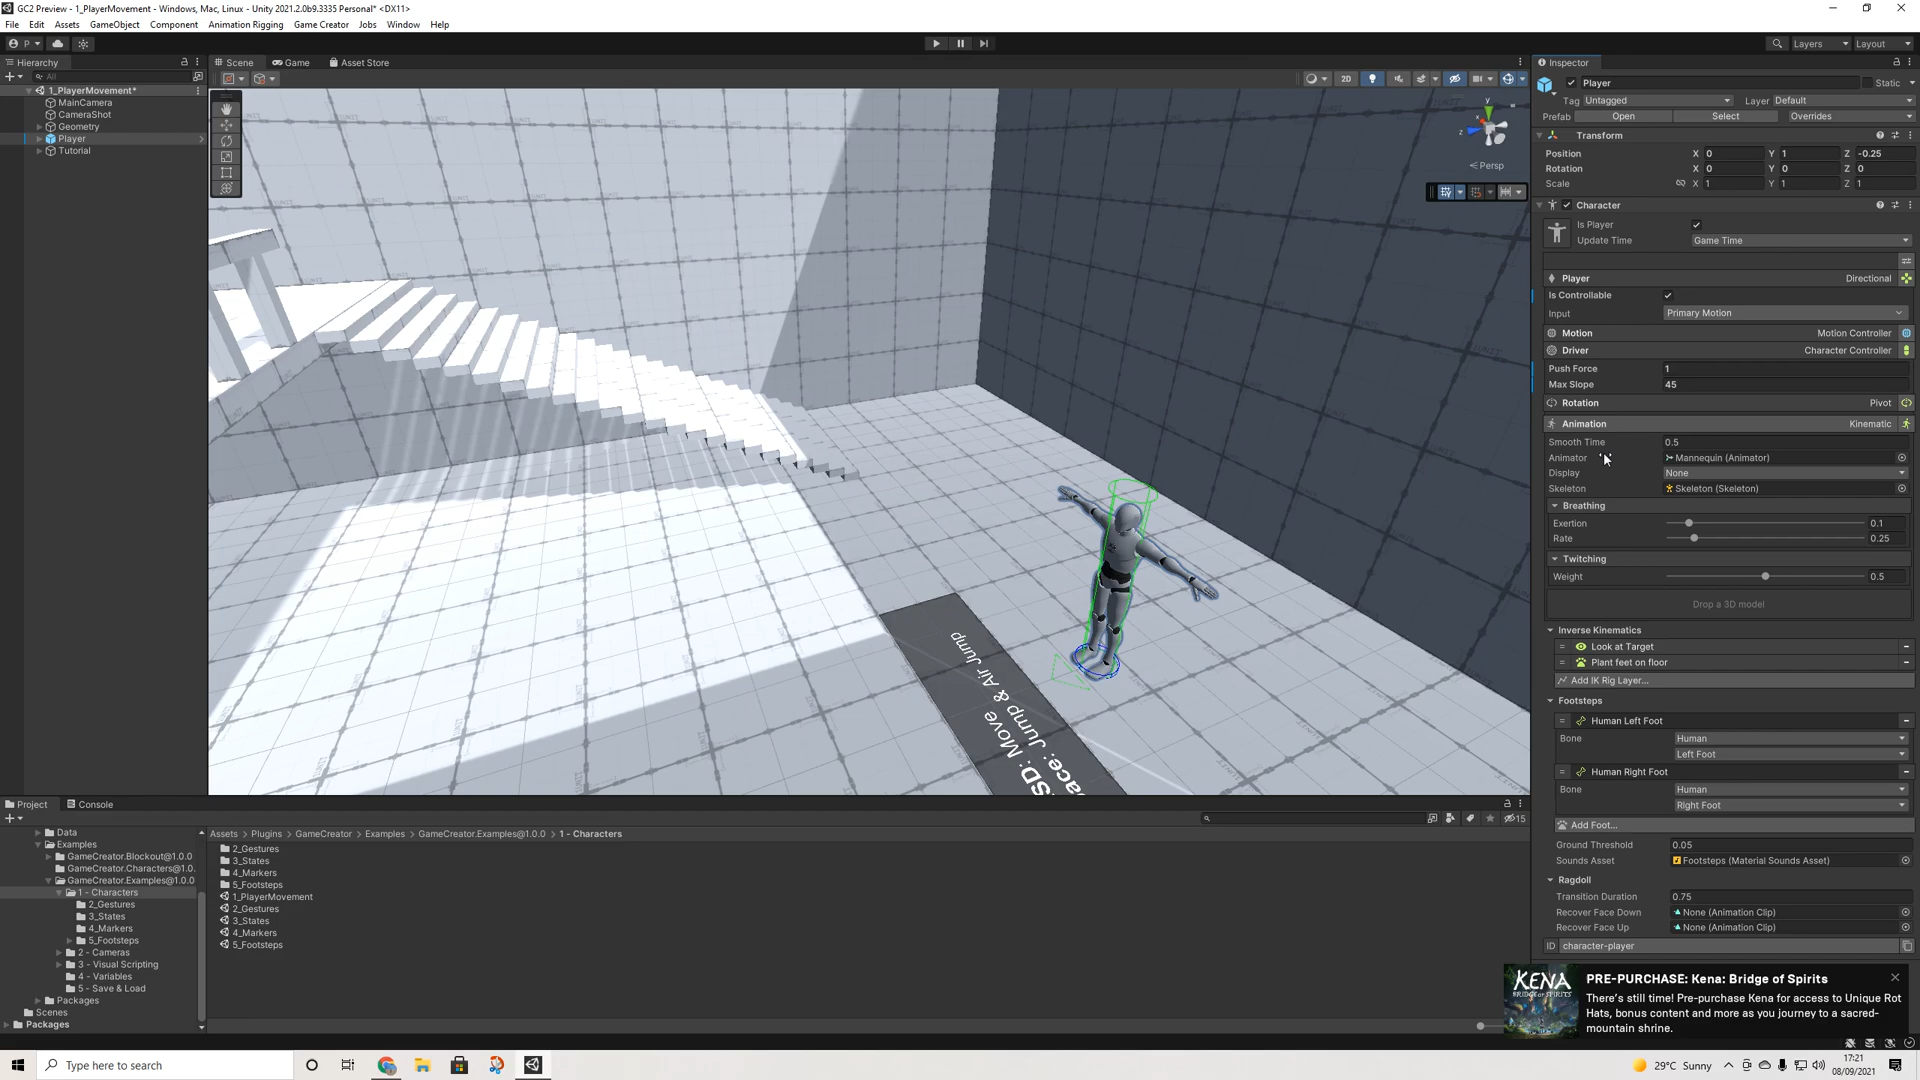 GC2 Preview - 1_PlayerMovement - Windows, Mac, Linux - Unity 2021.2.0b9.3335 Personal* <DX11>
File Edit Assets GameObject Component Animation Rigging Game Creator Jobs Window Help
P
Layers
Layout
Hierarchy
All
1_PlayerMovement*
MainCamera
CameraShot
Geometry
Player
Tutorial
Scene Game Asset Store
2D
y
x
z
< Persp
WASD: Move
Space: Jump & Air Jump
Inspector
Player
Static
Tag Untagged Layer Default
Prefab Open Select Overrides
Transform
Position X 0 Y 1 Z -0.25
Rotation X 0 Y 0 Z 0
Scale X 1 Y 1 Z 1
Character
Is Player
Update Time Game Time
Player Directional
Is Controllable
Input Primary Motion
Motion Motion Controller
Driver Character Controller
Push Force 1
Max Slope 45
Rotation Pivot
Animation Kinematic
Smooth Time 0.5
Animator Mannequin (Animator)
Display None
Skeleton Skeleton (Skeleton)
Breathing
Exertion 0.1
Rate 0.25
Twitching
Weight 0.5
Drop a 3D model
Inverse Kinematics
Look at Target
Plant feet on floor
Add IK Rig Layer...
Footsteps
Human Left Foot
Bone Human
Left Foot
Human Right Foot
Bone Human
Right Foot
Add Foot...
Ground Threshold 0.05
Sounds Asset Footsteps (Material Sounds Asset)
Ragdoll
Transition Duration 0.75
Recover Face Down None (Animation Clip)
Recover Face Up None (Animation Clip)
ID character-player
Project Console
Data
Examples
GameCreator.Blockout@1.0.0
GameCreator.Characters@1.0.
GameCreator.Examples@1.0.0
1 - Characters
2_Gestures
3_States
4_Markers
5_Footsteps
2 - Cameras
3 - Visual Scripting
4 - Variables
5 - Save & Load
Packages
Scenes
Packages
Assets > Plugins > GameCreator > Examples > GameCreator.Examples@1.0.0 > 1 - Characters
15
2_Gestures
3_States
4_Markers
5_Footsteps
1_PlayerMovement
2_Gestures
3_States
4_Markers
5_Footsteps
KENA
BRIDGE OF SPIRITS
PRE-PURCHASE: Kena: Bridge of Spirits
There's still time! Pre-purchase Kena for access to Unique Rot
Hats, bonus content and more as you journey to a sacred-
mountain shrine.
Type here to search
29°C Sunny
17:21
08/09/2021